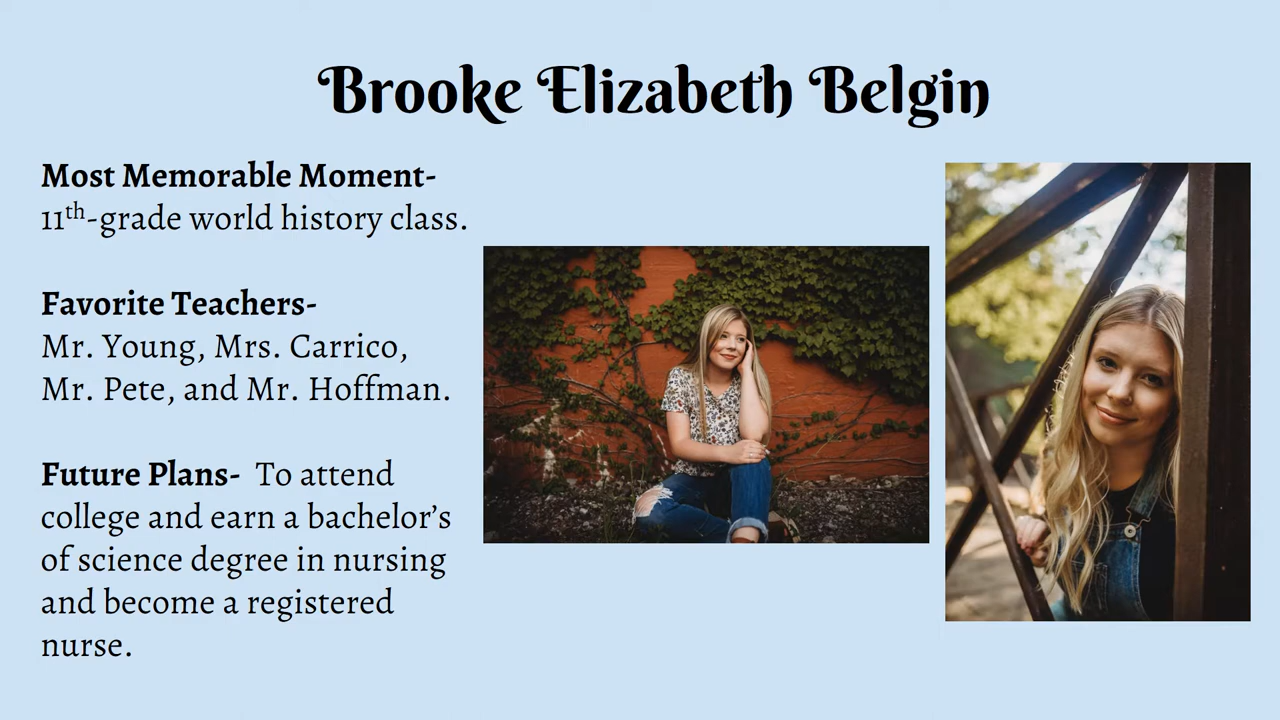 Brooke Elizabeth Belgin
Most Memorable Moment-
11th-grade world history class.
Favorite Teachers-
Mr. Young, Mrs. Carrico,
Mr. Pete, and Mr. Hoffman.
Future Plans- To attend
college and earn a bachelor’s
of science degree in nursing
and become a registered
nurse.